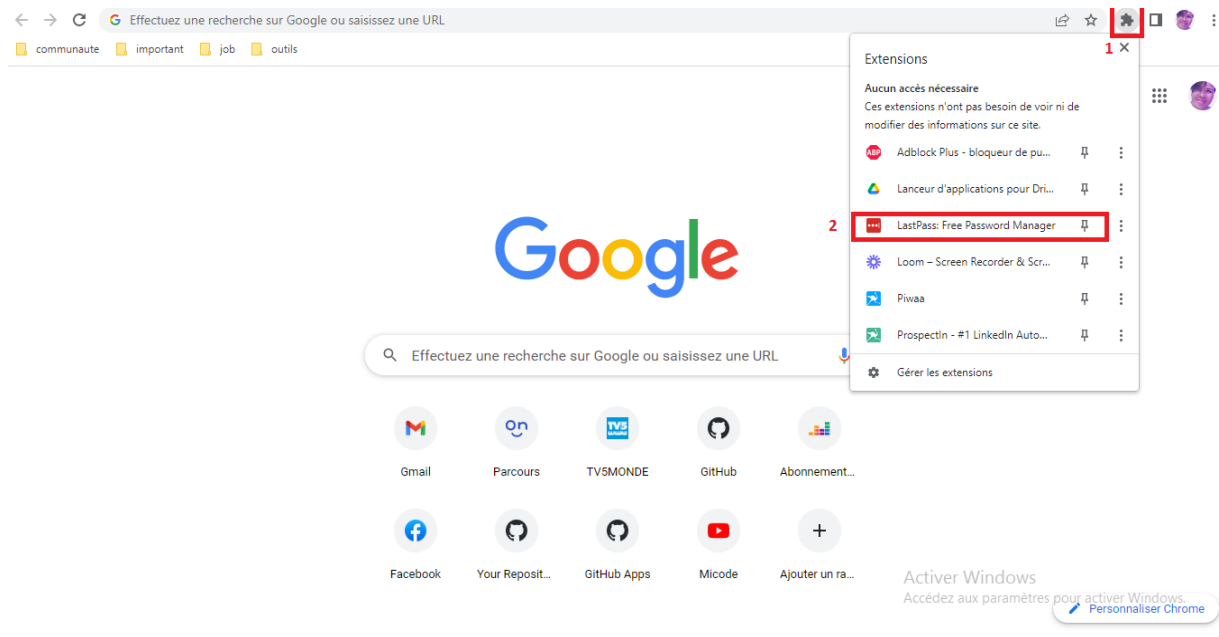 Effectuez une recherche sur Google ou saisissez une URL
communaute important job outils
1
Extensions
Aucun accès nécessaire
Ces extensions n'ont pas besoin de voir ni de
modifier des informations sur ce site.
ABP Adblock Plus - bloqueur de pu...
Lanceur d'applications pour Dri...
2
LastPass: Free Password Manager
Loom – Screen Recorder & Scr...
Piwaa
ProspectIn - #1 LinkedIn Auto...
Gérer les extensions
Google
Effectuez une recherche sur Google ou saisissez une URL
on
TV5
MONDE
Gmail Parcours TV5MONDE GitHub Abonnement...
Facebook Your Reposit... GitHub Apps Micode Ajouter un ra...
Activer Windows
Accédez aux paramètres pour activer Windows.
Personnaliser Chrome